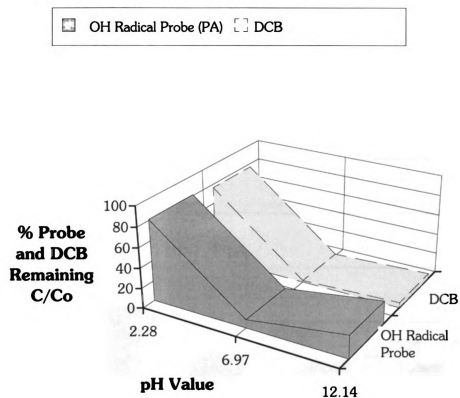 OH Radical Probe (PA) DCB
% Probe
and DCB
Remaining
C/Co
100
80
60
40
20
0
2.28
6.97
12.14
pH Value
DCB
OH Radical
Probe